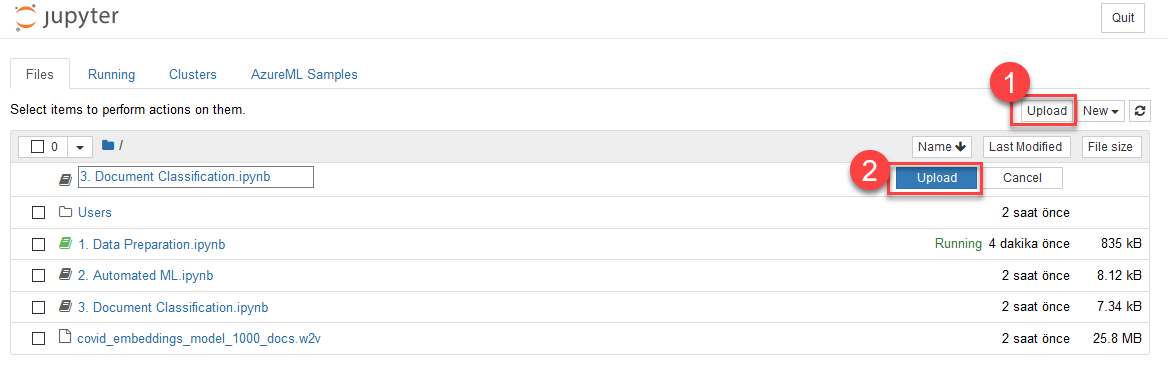 jupyter
Quit
Files Running Clusters AzureML Samples
1
Select items to perform actions on them.
Upload New
0 / Name Last Modified File size
3. Document Classification.ipynb 2 Upload Cancel
Users 2 saat önce
1. Data Preparation.ipynb Running 4 dakika önce 835 kB
2. Automated ML.ipynb 2 saat önce 8.12 kB
3. Document Classification.ipynb 2 saat önce 7.34 kB
covid_embeddings_model_1000_docs.w2v 2 saat önce 25.8 MB